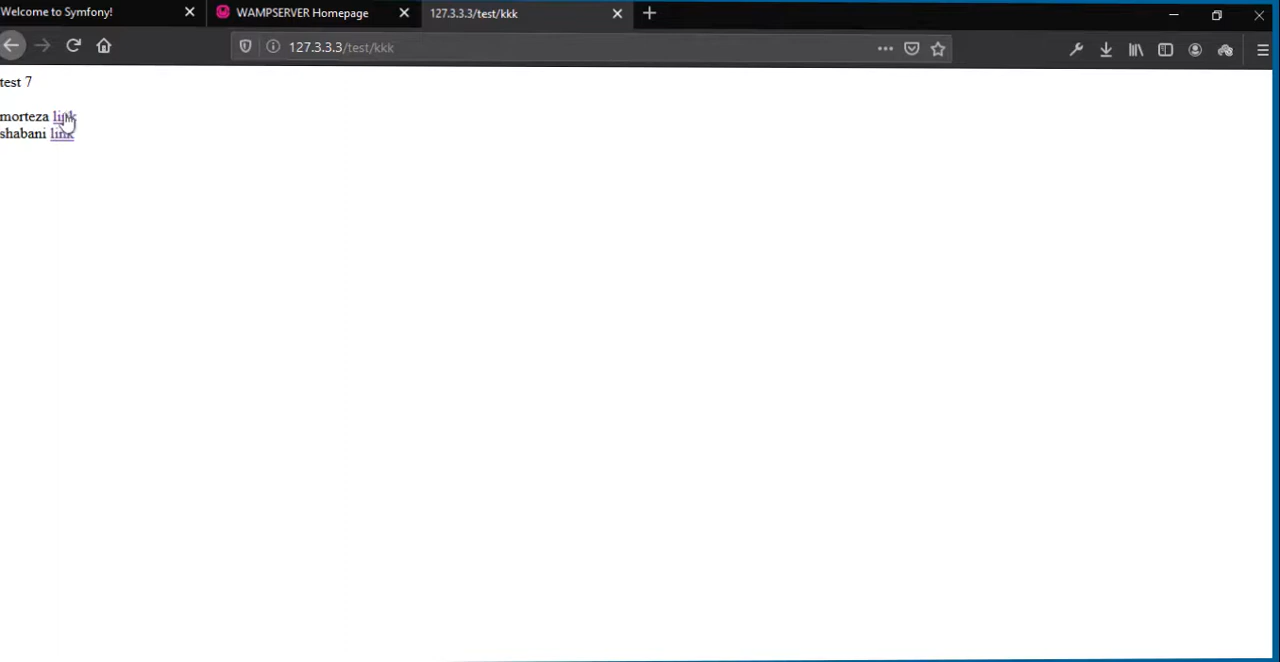 Welcome to Symfony!
WAMPSERVER Homepage
127.3.3.3/test/kkk
127.3.3.3/test/kkk
test 7
morteza link
shabani link